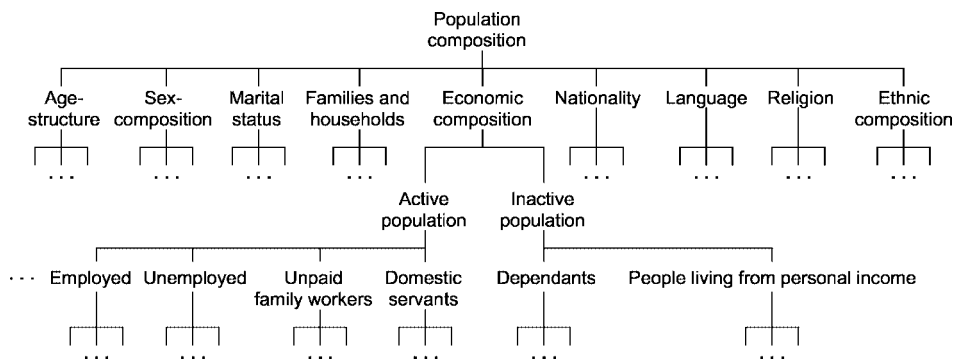 Population
composition
Age-
structure
Sex-
composition
Marital
status
Families and
households
Economic
composition
Nationality
Language
Religion
Ethnic
composition
...
...
...
...
...
...
...
...
Active
population
Inactive
population
...
Employed
Unemployed
Unpaid
family workers
Domestic
servants
Dependants
People living from personal income
...
...
...
...
...
...